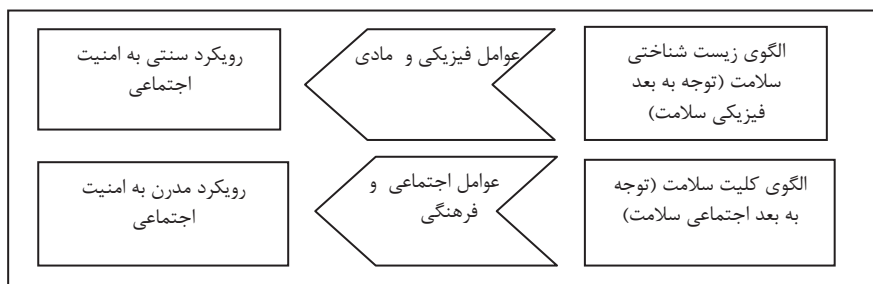 الگوی زیست شناختی
سلامت (توجه به بعد
فیزیکی سلامت)
عوامل فیزیکی و مادی
رویکرد سنتی به امنیت
اجتماعی
الگوی کلیت سلامت (توجه
به بعد اجتماعی سلامت)
عوامل اجتماعی و
فرهنگی
رویکرد مدرن به امنیت
اجتماعی